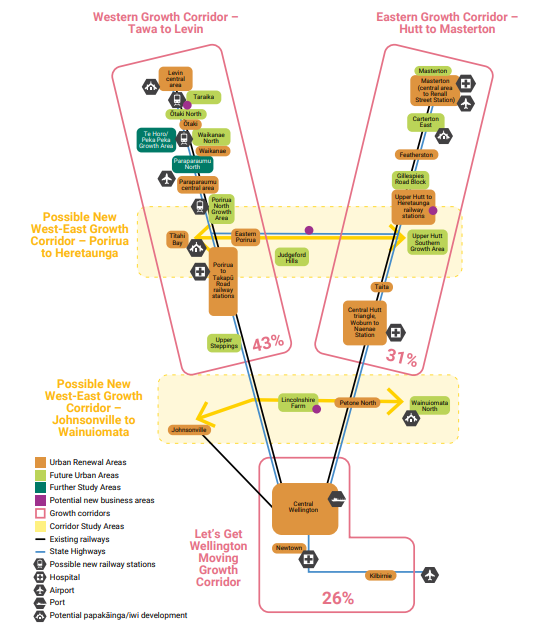 Western Growth Corridor –
Tawa to Levin
Eastern Growth Corridor –
Hutt to Masterton
Levin
central
area
Taraika
Ōtaki North
Ōtaki
Te Horo/
Peka Peka
Growth Area
Waikanae
North
Waikanae
Paraparaumu
North
Paraparaumu
central area
Porirua
North
Growth
Area
Masterton
Masterton
(central area
to Renall
Street Station)
Carterton
East
Featherston
Gillespies
Road Block
Upper Hutt to
Heretaunga
railway
stations
Possible New
West-East Growth
Corridor – Porirua
to Heretaunga
Titahi
Bay
Eastern
Porirua
Judgeford
Hills
Upper Hutt
Southern
Growth Area
Porirua
to
Takapū
Road
railway
stations
Taita
Central Hutt
triangle,
Woburn to
Naenae
Station
Upper
Steppings
43%
31%
Possible New
West-East Growth
Corridor –
Johnsonville to
Wainuiomata
Lincolnshire
Farm
Petone North
Wainuiomata
North
Johnsonville
Urban Renewal Areas
Future Urban Areas
Further Study Areas
Potential new business areas
Growth corridors
Corridor Study Areas
Existing railways
State Highways
Possible new railway stations
Hospital
Airport
Port
Potential papakāinga/iwi development
Central
Wellington
Let's Get
Wellington
Moving
Growth
Corridor
Newtown
Kilbirnie
26%